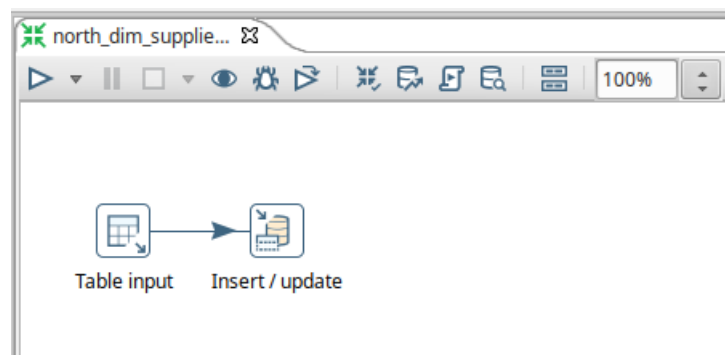 north_dim_supplie...
100%
Table input
Insert / update